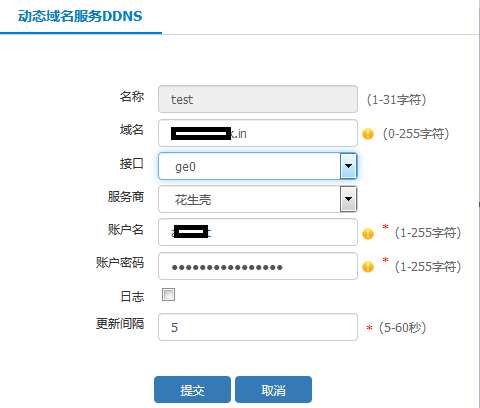 动态域名服务DDNS
名称 test (1-31字符)
域名 k.in (0-255字符)
接口 ge0
服务商 花生壳
账户名 * (1-255字符)
账户密码 •••••••••••••••• * (1-255字符)
日志
更新间隔 5 * (5-60秒)
提交 取消